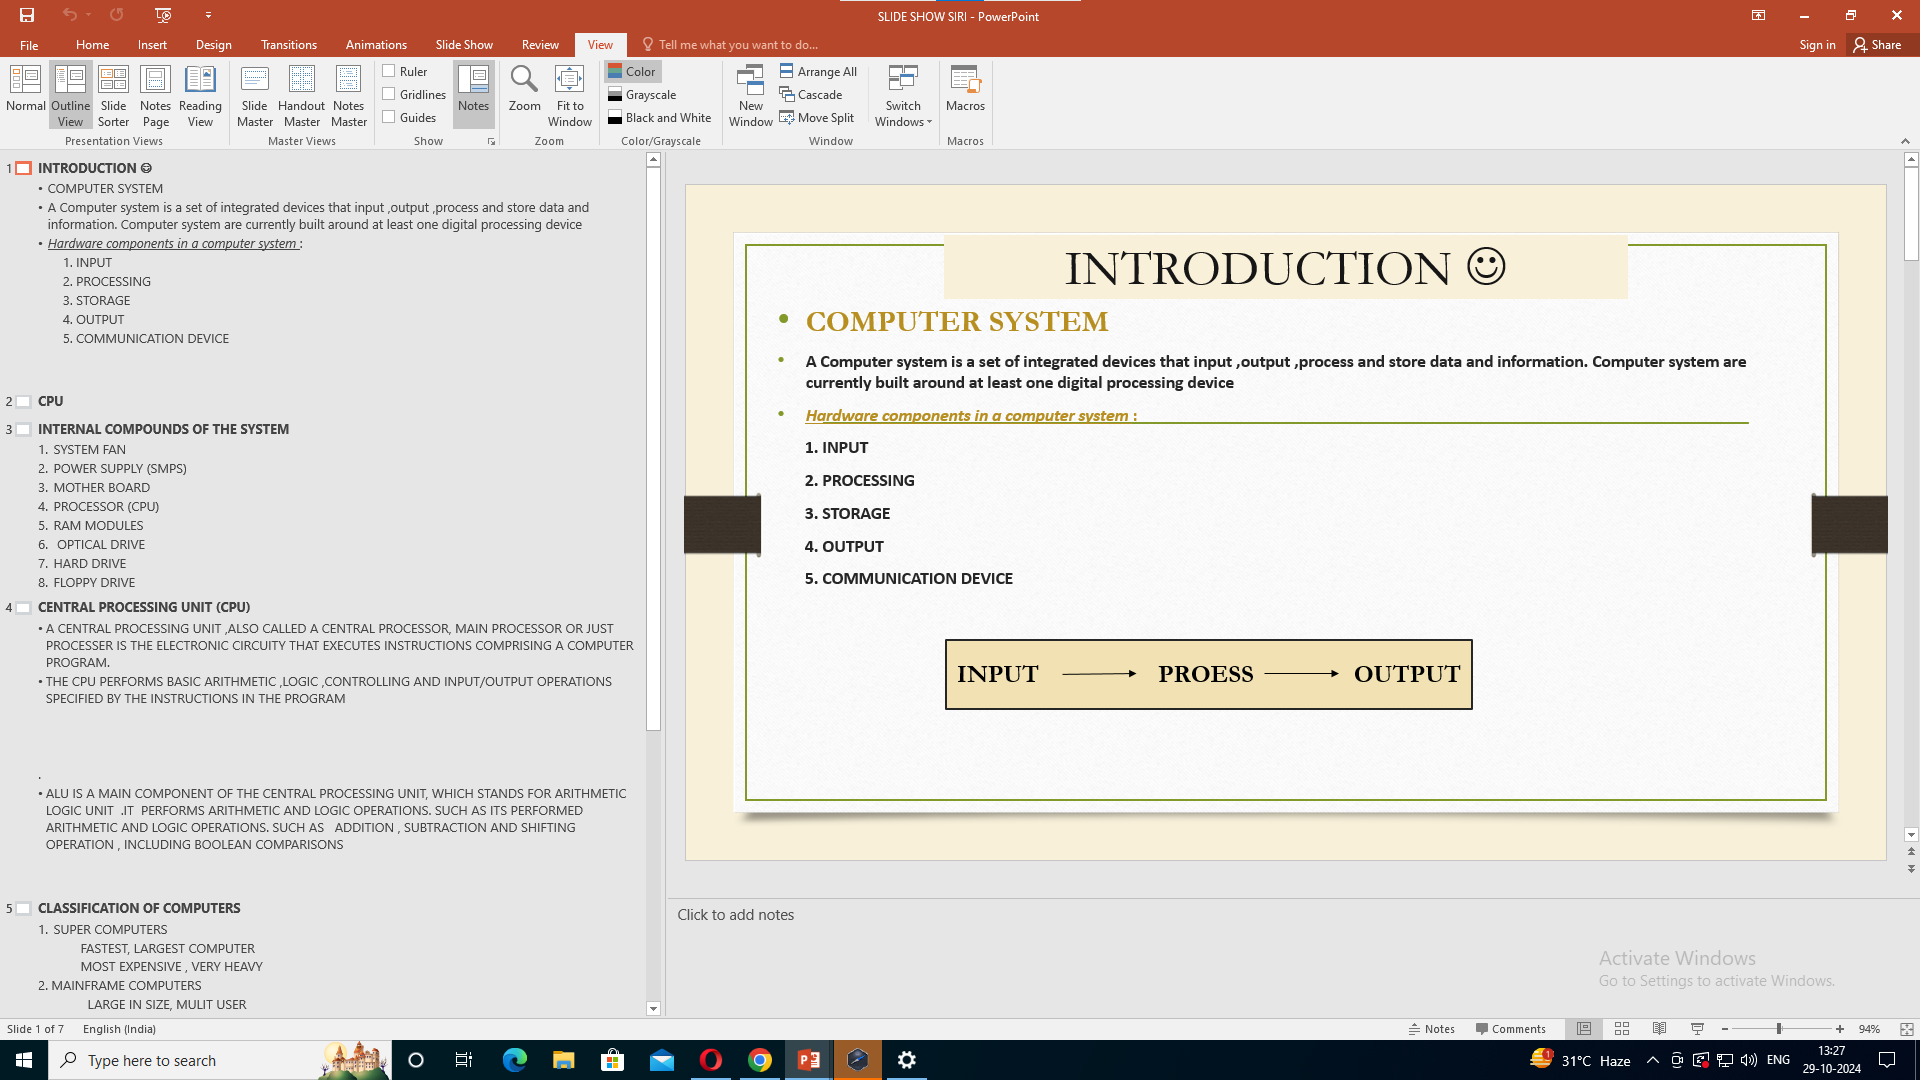 SLIDE SHOW SIRI - PowerPoint
File Home Insert Design Transitions Animations Slide Show Review View Tell me what you want to do... Sign in Share
Normal Outline View Slide Sorter Notes Page Reading View
Presentation Views
Slide Master Handout Master Notes Master
Master Views
Ruler
Gridlines
Guides
Notes
Show
Zoom Fit to Window
Zoom
Color
Grayscale
Black and White
Color/Grayscale
New Window
Arrange All
Cascade
Move Split
Switch Windows
Window
Macros
Macros
1 INTRODUCTION ☺
• COMPUTER SYSTEM
• A Computer system is a set of integrated devices that input ,output ,process and store data and
information. Computer system are currently built around at least one digital processing device
• Hardware components in a computer system :
1. INPUT
2. PROCESSING
3. STORAGE
4. OUTPUT
5. COMMUNICATION DEVICE
2 CPU
3 INTERNAL COMPOUNDS OF THE SYSTEM
1. SYSTEM FAN
2. POWER SUPPLY (SMPS)
3. MOTHER BOARD
4. PROCESSOR (CPU)
5. RAM MODULES
6. OPTICAL DRIVE
7. HARD DRIVE
8. FLOPPY DRIVE
4 CENTRAL PROCESSING UNIT (CPU)
• A CENTRAL PROCESSING UNIT ,ALSO CALLED A CENTRAL PROCESSOR, MAIN PROCESSOR OR JUST
PROCESSER IS THE ELECTRONIC CIRCUITY THAT EXECUTES INSTRUCTIONS COMPRISING A COMPUTER
PROGRAM.
• THE CPU PERFORMS BASIC ARITHMETIC ,LOGIC ,CONTROLLING AND INPUT/OUTPUT OPERATIONS
SPECIFIED BY THE INSTRUCTIONS IN THE PROGRAM
.
• ALU IS A MAIN COMPONENT OF THE CENTRAL PROCESSING UNIT, WHICH STANDS FOR ARITHMETIC
LOGIC UNIT .IT PERFORMS ARITHMETIC AND LOGIC OPERATIONS. SUCH AS ITS PERFORMED
ARITHMETIC AND LOGIC OPERATIONS. SUCH AS ADDITION , SUBTRACTION AND SHIFTING
OPERATION , INCLUDING BOOLEAN COMPARISONS
5 CLASSIFICATION OF COMPUTERS
1. SUPER COMPUTERS
FASTEST, LARGEST COMPUTER
MOST EXPENSIVE , VERY HEAVY
2. MAINFRAME COMPUTERS
LARGE IN SIZE, MULIT USER
INTRODUCTION ☺
• COMPUTER SYSTEM
• A Computer system is a set of integrated devices that input ,output ,process and store data and information. Computer system are
currently built around at least one digital processing device
• Hardware components in a computer system :
1. INPUT
2. PROCESSING
3. STORAGE
4. OUTPUT
5. COMMUNICATION DEVICE
INPUT PROESS OUTPUT
Click to add notes
Activate Windows
Go to Settings to activate Windows.
Slide 1 of 7 English (India) Notes Comments 94%
Type here to search 1 31°C Haze ENG 13:27
29-10-2024